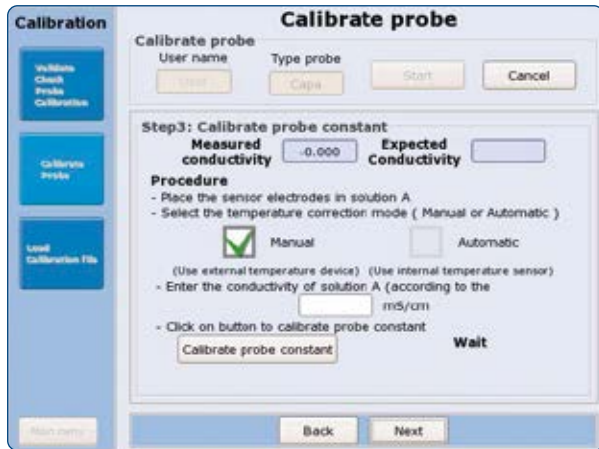 Calibration
Calibrate probe
Validate
Check
Probe
Calibration
Calibrate
Probe
Load
Calibration File
Main menu
Calibrate probe
User name
Type probe
User
Capa
Start
Cancel
Step3: Calibrate probe constant
Measured
conductivity
-0.000
Expected
Conductivity
Procedure
- Place the sensor electrodes in solution A
- Select the temperature correction mode ( Manual or Automatic )
Manual
Automatic
(Use external temperature device)
(Use internal temperature sensor)
- Enter the conductivity of solution A (according to the
mS/cm
- Click on button to calibrate probe constant
Calibrate probe constant
Wait
Back
Next